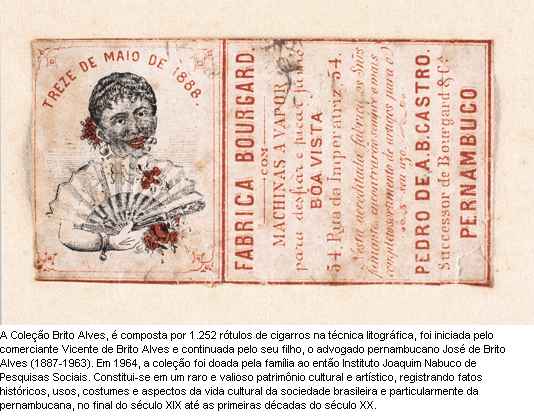 TREZE DE MAIO DE 1888.
FABRICA BOURGARD.
COM
MACHINAS A VAPOR
para desfiar e picar fumo
BÔA VISTA
54. Rua da Imperatriz 54.
Nesta acreditada fabrica, os Snrs
fumantes, encontrarão sempre o mais
completo sortimento de artigos para o
seu uso
PEDRO DE A.B. CASTRO.
Successor de Bourgard & Cª
PERNAMBUCO
A Coleção Brito Alves, é composta por 1.252 rótulos de cigarros na técnica litográfica, foi iniciada pelo
comerciante Vicente de Brito Alves e continuada pelo seu filho, o advogado pernambucano José de Brito
Alves (1887-1963). Em 1964, a coleção foi doada pela família ao então Instituto Joaquim Nabuco de
Pesquisas Sociais. Constitui-se em um raro e valioso patrimônio cultural e artístico, registrando fatos
históricos, usos, costumes e aspectos da vida cultural da sociedade brasileira e particularmente da
pernambucana, no final do século XIX até as primeiras décadas do século XX.